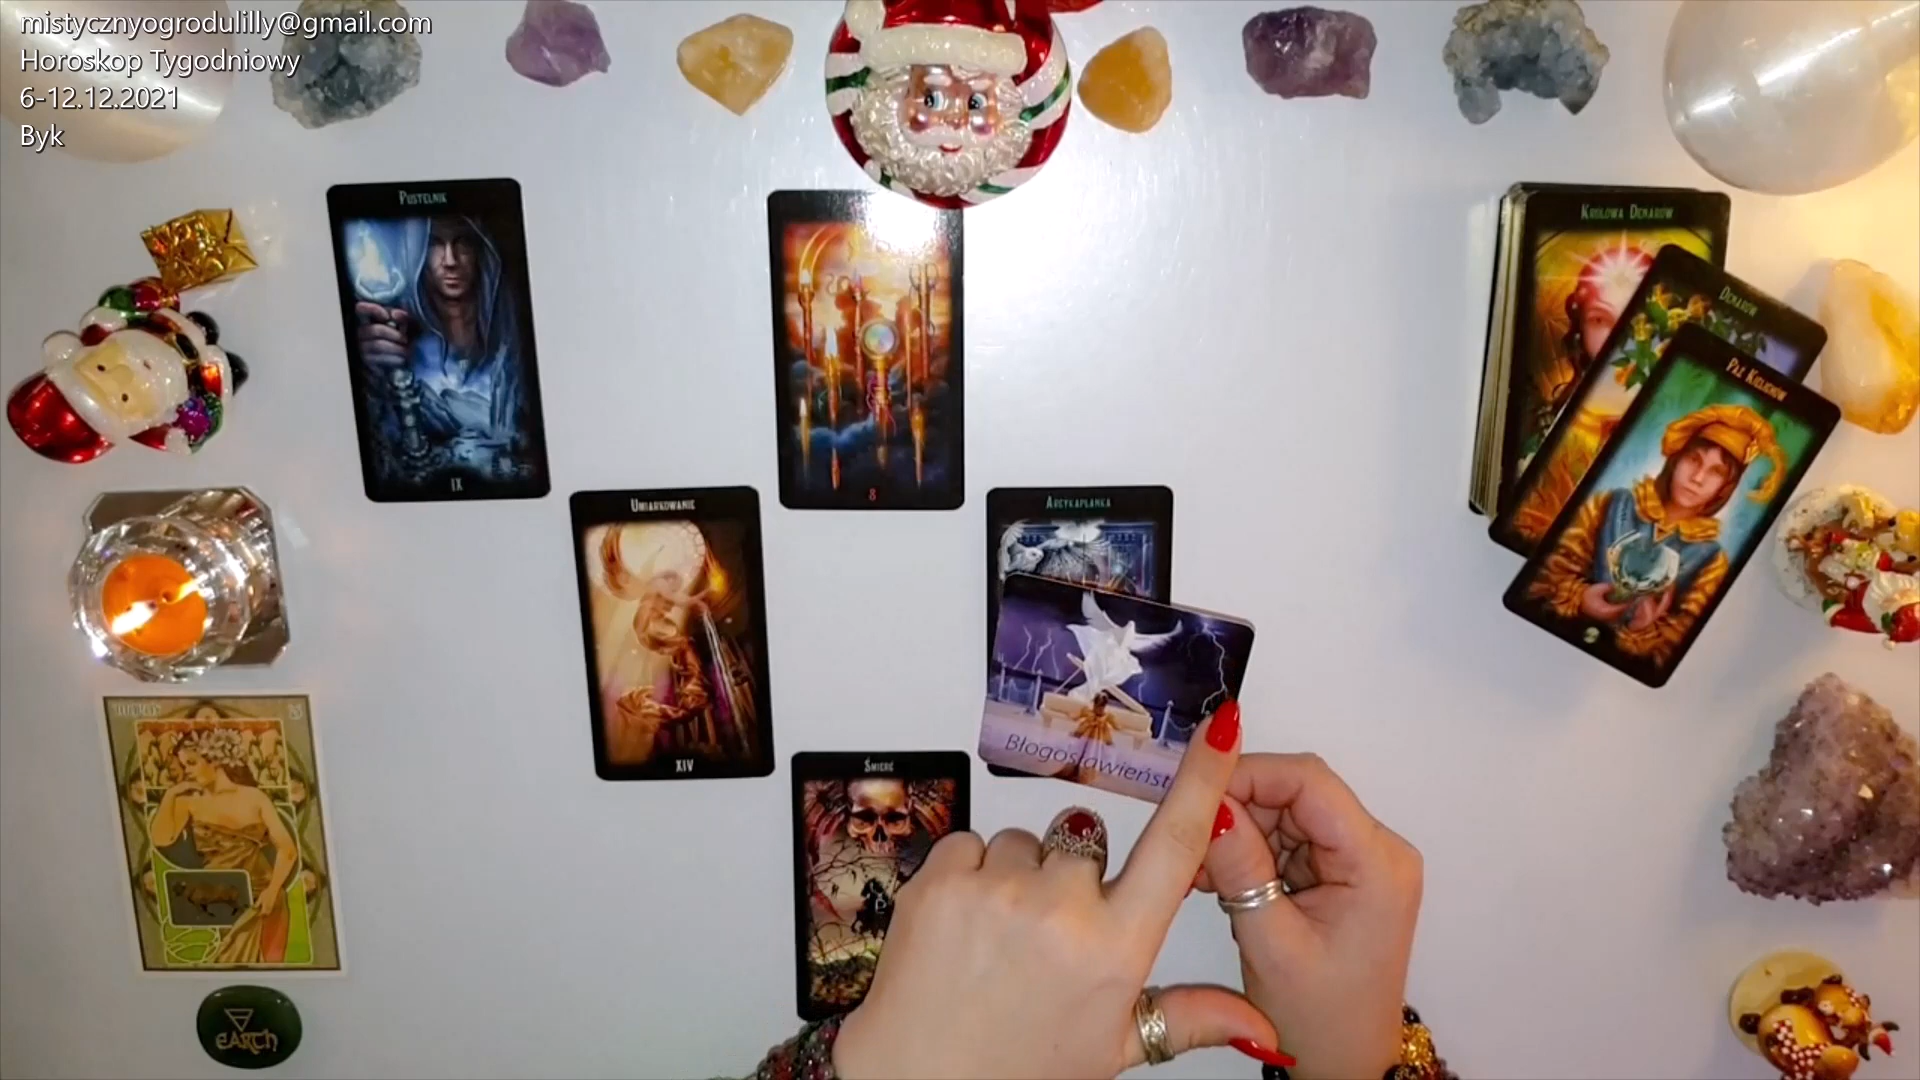 mistycznyogrodulilly@gmail.com
Horoskop Tygodniowy
6-12.12.2021
Byk
Pustelnik
IX
8
Umiarkowanie
XIV
Arcykapłanka
Błogosławieńst
Śmierć
Królowa Denarów
Denarów
Paź Kielichów
EARTH